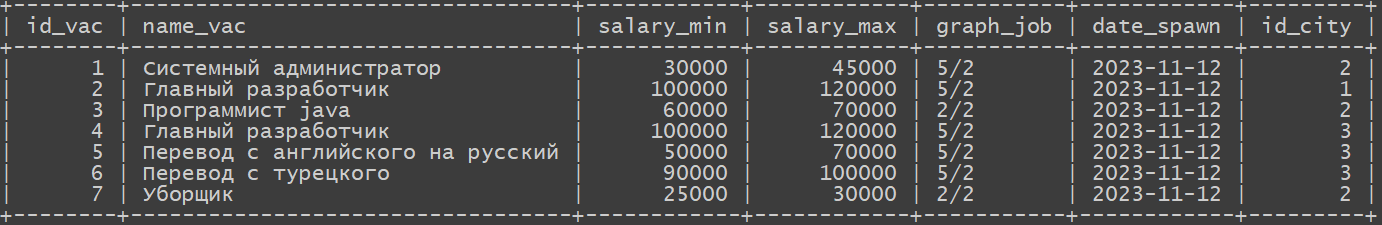 | id_vac | name_vac | salary_min | salary_max | graph_job | date_spawn | id_city |
| 1 | Системный администратор | 30000 | 45000 | 5/2 | 2023-11-12 | 2 |
| 2 | Главный разработчик | 100000 | 120000 | 5/2 | 2023-11-12 | 1 |
| 3 | Программист java | 60000 | 70000 | 2/2 | 2023-11-12 | 2 |
| 4 | Главный разработчик | 100000 | 120000 | 5/2 | 2023-11-12 | 3 |
| 5 | Перевод с английского на русский | 50000 | 70000 | 5/2 | 2023-11-12 | 3 |
| 6 | Перевод с турецкого | 90000 | 100000 | 5/2 | 2023-11-12 | 3 |
| 7 | Уборщик | 25000 | 30000 | 2/2 | 2023-11-12 | 2 |